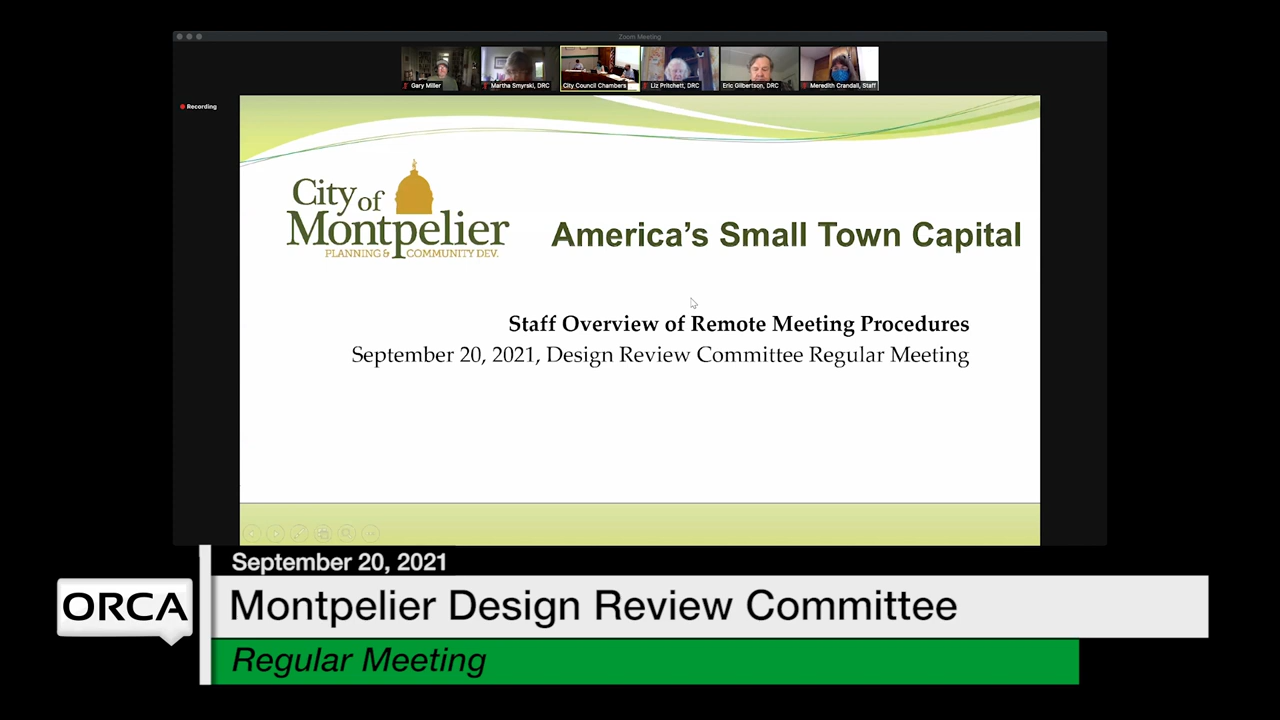 Zoom Meeting
Gary Miller
Martha Smyrski, DRC
City Council Chambers
Liz Pritchett, DRC
Eric Gilbertson, DRC
Meredith Crandall, Staff
Recording
City of
Montpelier
PLANNING & COMMUNITY DEV.
America's Small Town Capital
Staff Overview of Remote Meeting Procedures
September 20, 2021, Design Review Committee Regular Meeting
September 20, 2021
ORCA
Montpelier Design Review Committee
Regular Meeting